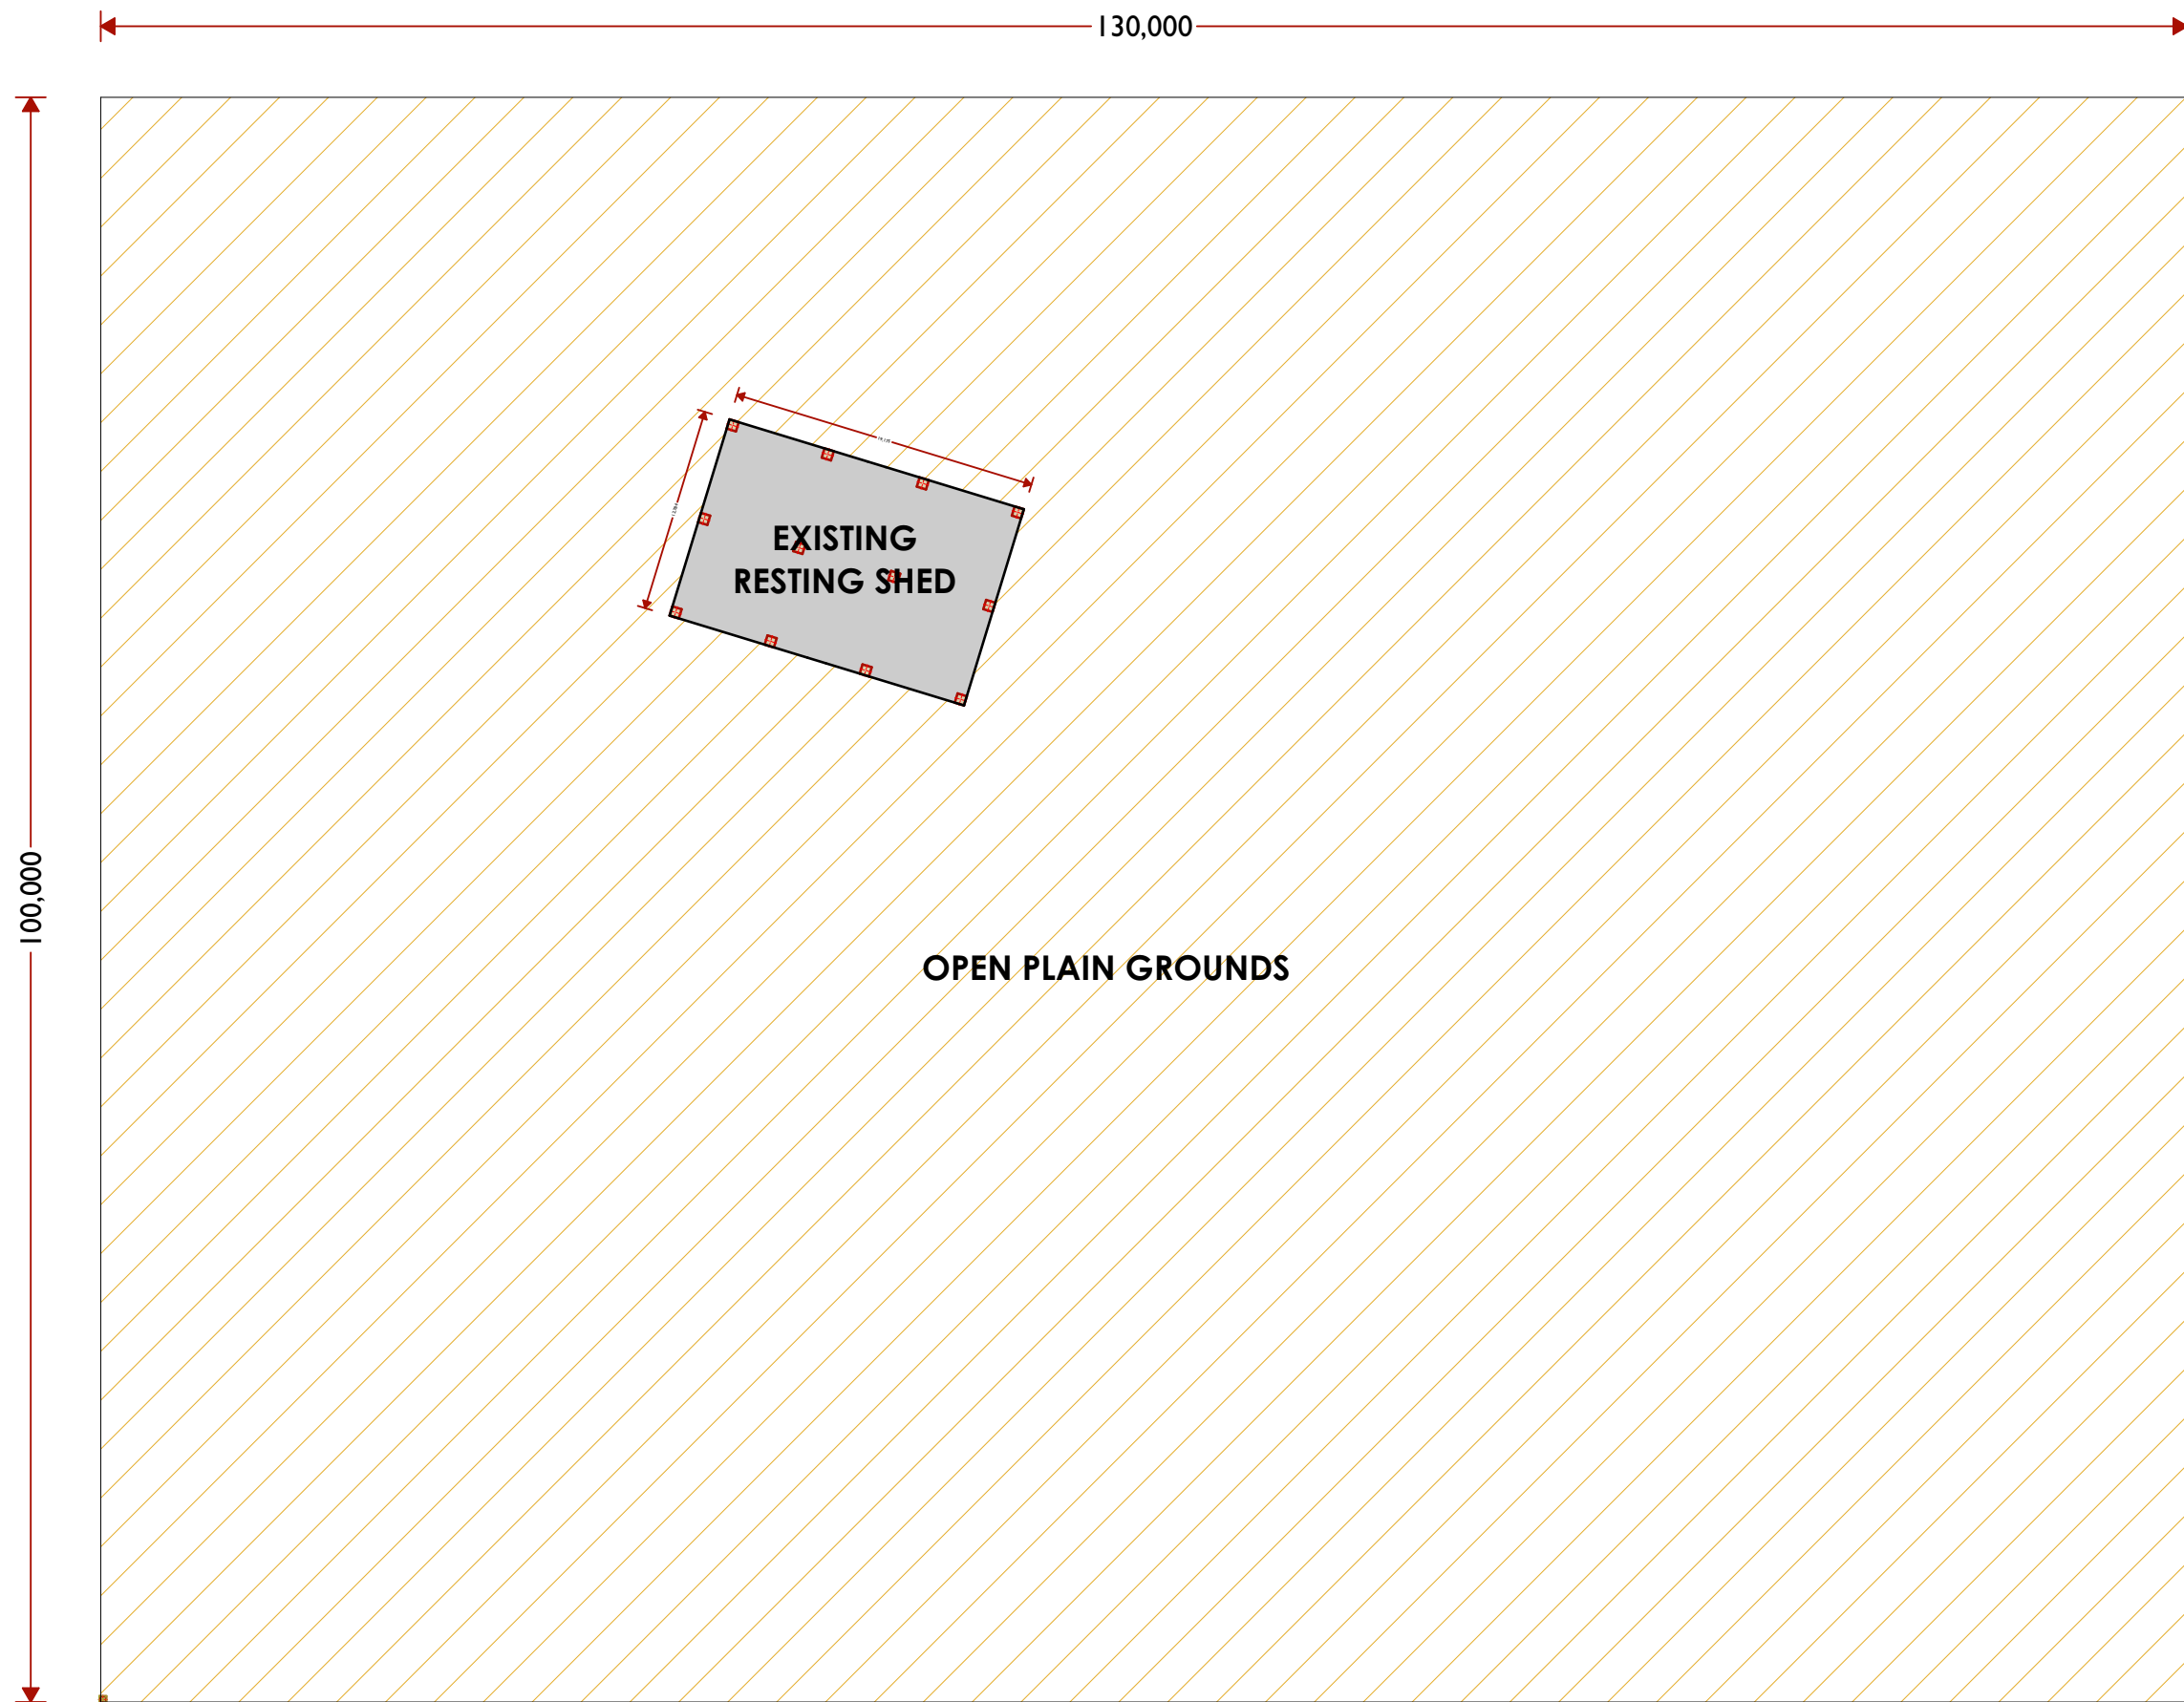 130,000
100,000
EXISTING
RESTING SHED
OPEN PLAIN GROUNDS